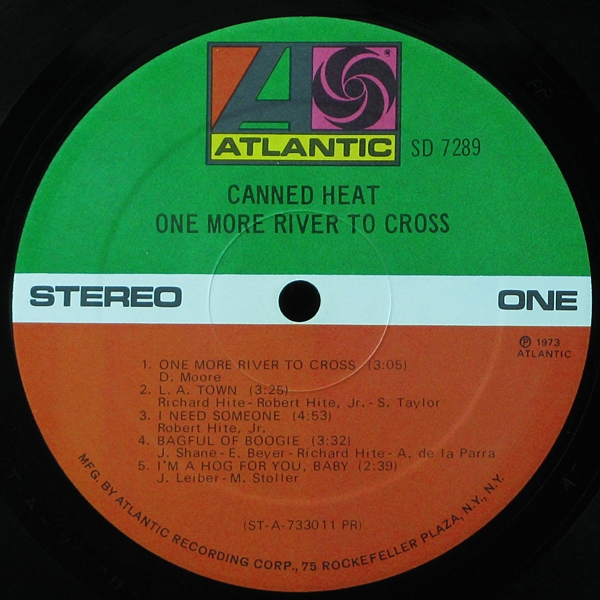 ATLANTIC
SD 7289
CANNED HEAT
ONE MORE RIVER TO CROSS
STEREO
ONE
℗ 1973
ATLANTIC
1. ONE MORE RIVER TO CROSS (3:05)
D. Moore
2. L.A. TOWN (3:25)
Richard Hite-Robert Hite, Jr.-S. Taylor
3. I NEED SOMEONE (4:53)
Robert Hite, Jr.
4. BAGFUL OF BOOGIE (3:32)
J. Shane-E. Beyer-Richard Hite-A. de la Parra
5. I'M A HOG FOR YOU, BABY (2:39)
J. Leiber-M. Stoller
(ST-A-733011 PR)
MFG. BY ATLANTIC RECORDING CORP., 75 ROCKEFELLER PLAZA, N.Y., N.Y.